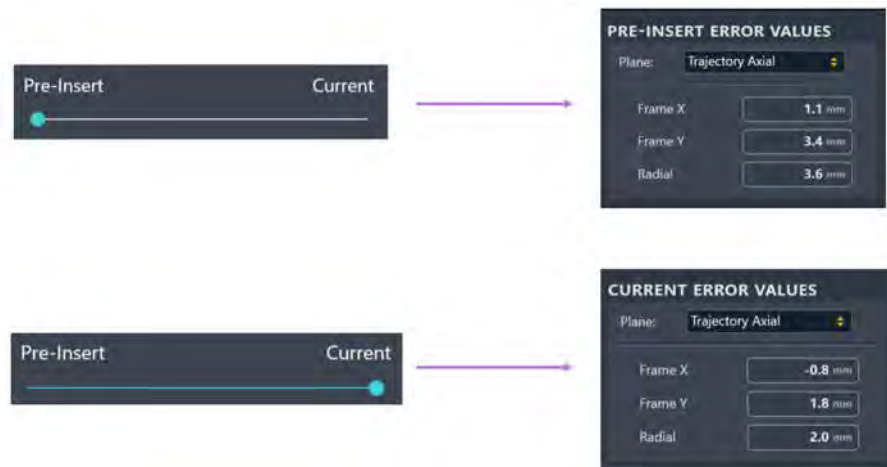 Pre-Insert Current
PRE-INSERT ERROR VALUES
Plane: Trajectory Axial
Frame X 1.1 mm
Frame Y 3.4 mm
Radial 3.6 mm
Pre-Insert Current
CURRENT ERROR VALUES
Plane: Trajectory Axial
Frame X -0.8 mm
Frame Y 1.8 mm
Radial 2.0 mm